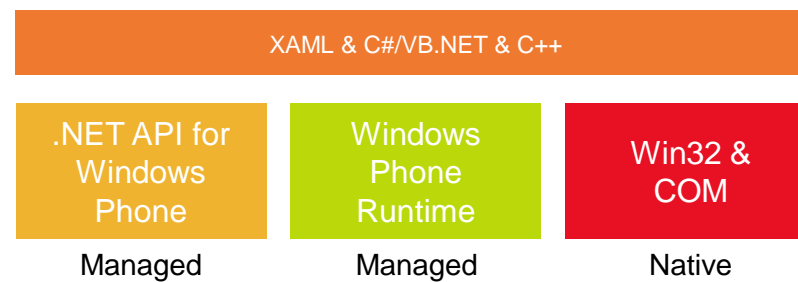 XAML & C#/VB.NET & C++
.NET API for
Windows
Phone
Windows
Phone
Runtime
Win32 &
COM
Managed
Managed
Native